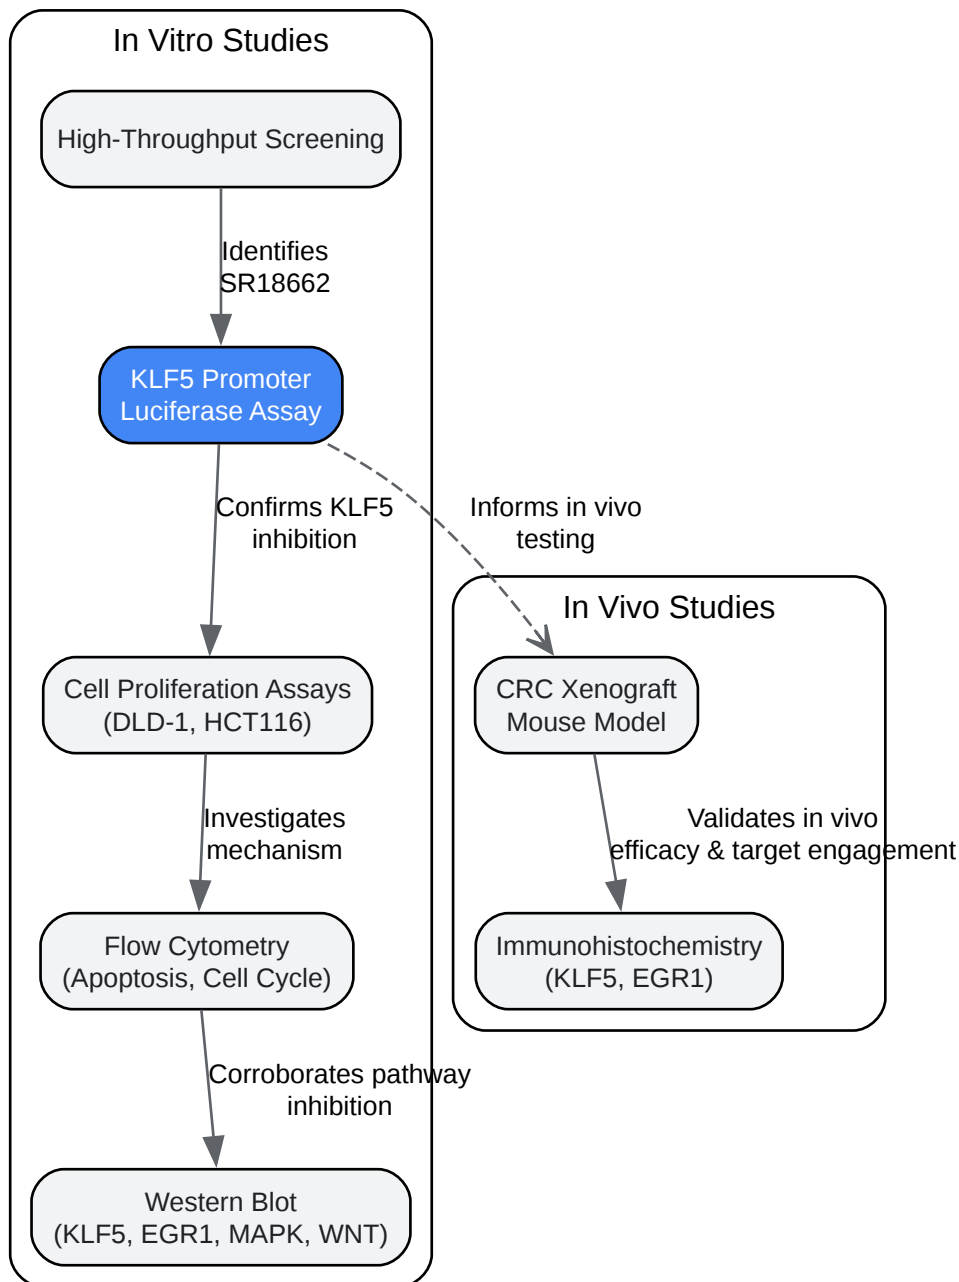 In Vitro Studies
High-Throughput Screening
Identifies
SR18662
KLF5 Promoter
Luciferase Assay
Confirms KLF5
inhibition
Informs in vivo
testing
In Vivo Studies
Cell Proliferation Assays
(DLD-1, HCT116)
CRC Xenograft
Mouse Model
Investigates
mechanism
Validates in vivo
efficacy & target engagement
Flow Cytometry
(Apoptosis, Cell Cycle)
Immunohistochemistry
(KLF5, EGR1)
Corroborates pathway
inhibition
Western Blot
(KLF5, EGR1, MAPK, WNT)